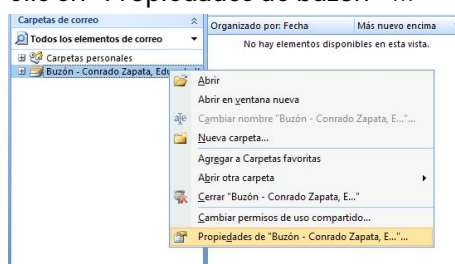 clic en "Propiedades de buzón" ...
Carpetas de correo
Todos los elementos de correo
Carpetas personales
Buzón - Conrado Zapata,
Organizado por: Fecha
Más nuevo encima
No hay elementos disponibles en esta vista.
Abrir
Abrir en ventana nueva
Cambiar nombre "Buzón - Conrado Zapata, E..."...
Nueva carpeta...
Agregar a Carpetas favoritas
Abrir otra carpeta
Cerrar "Buzón - Conrado Zapata, E..."
Cambiar permisos de uso compartido...
Propiedades de "Buzón - Conrado Zapata, E..."...